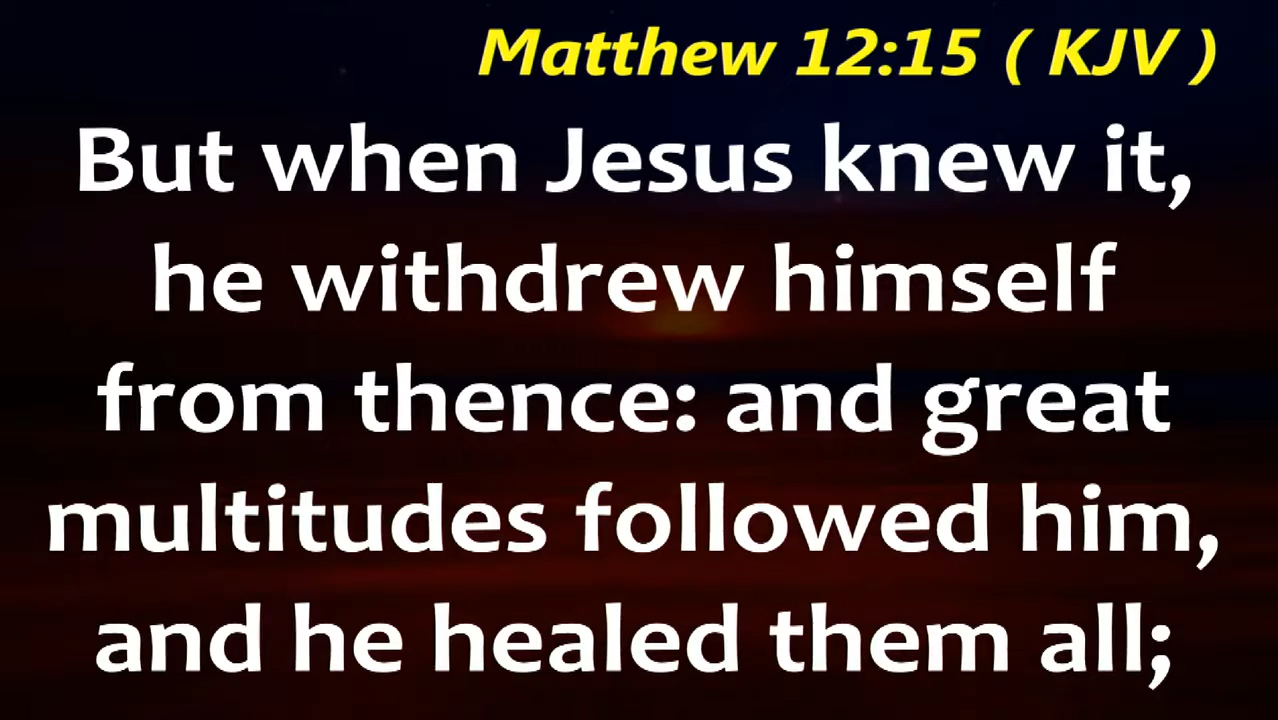 Matthew 12:15 ( KJV )
But when Jesus knew it,
he withdrew himself
from thence: and great
multitudes followed him,
and he healed them all;